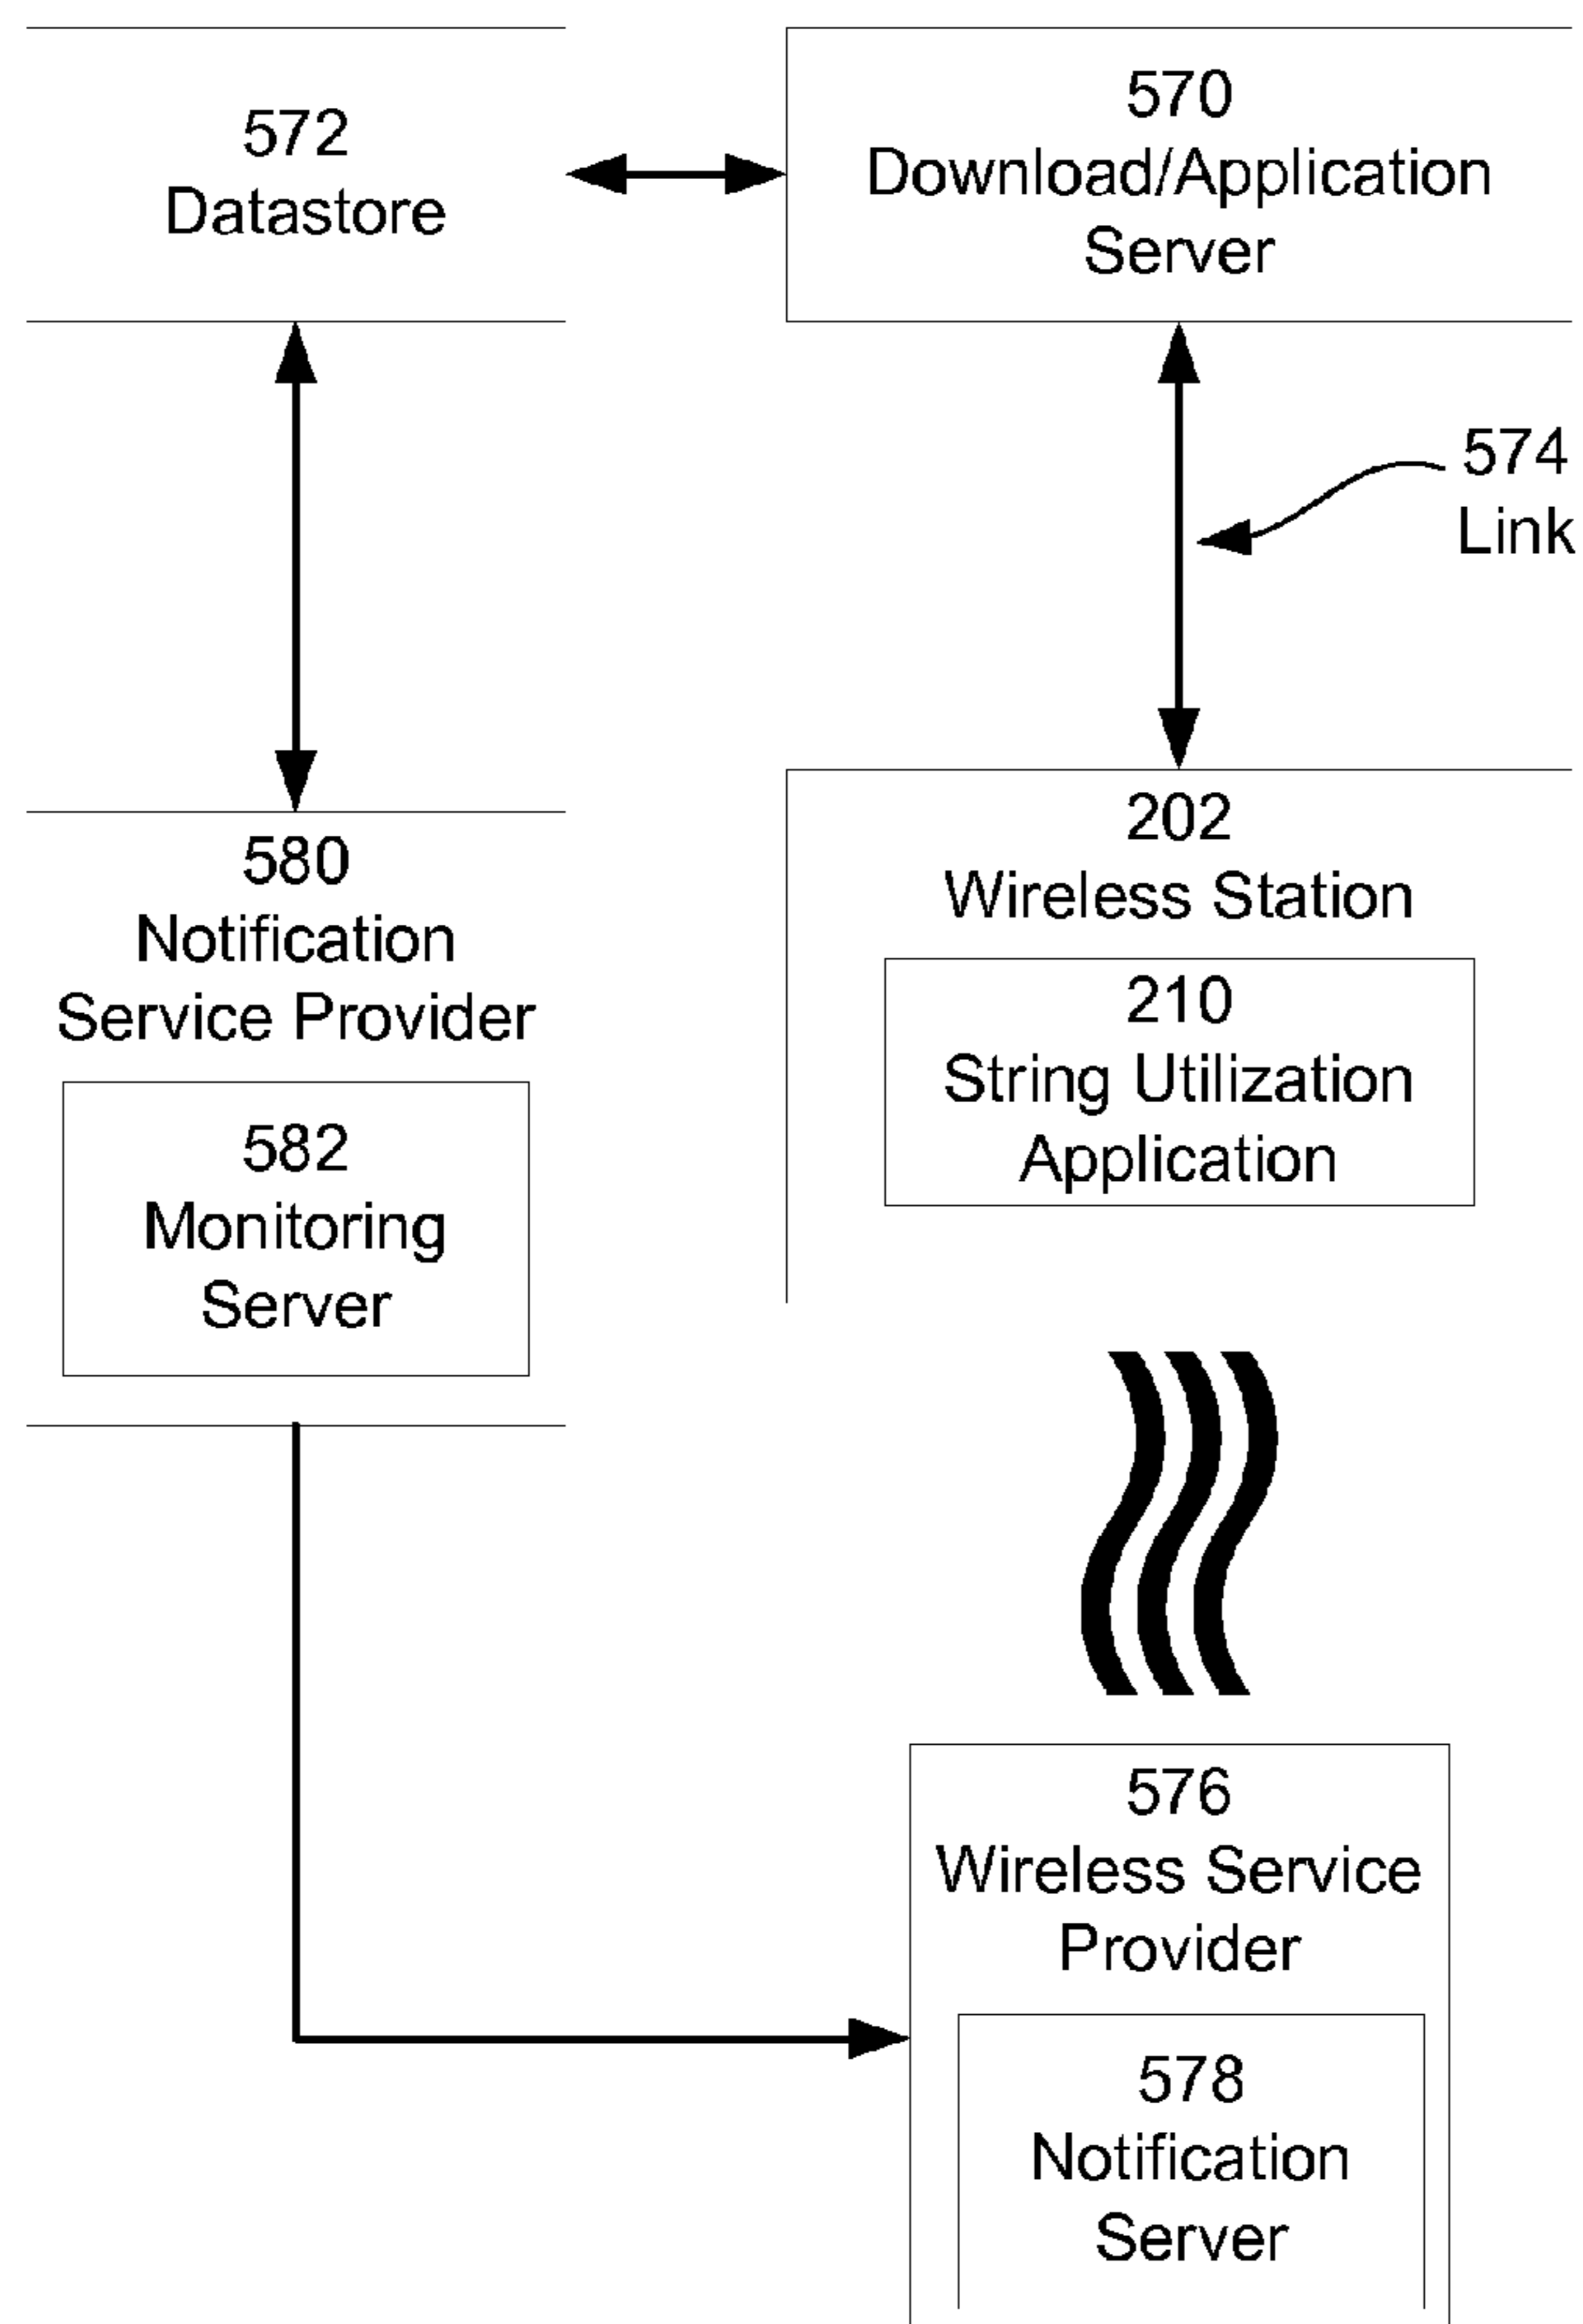 572
Datastore
570
Download/Application
Server
574
Link
580
Notification
Service Provider
582
Monitoring
Server
202
Wireless Station
210
String Utilization
Application
576
Wireless Service
Provider
578
Notification
Server